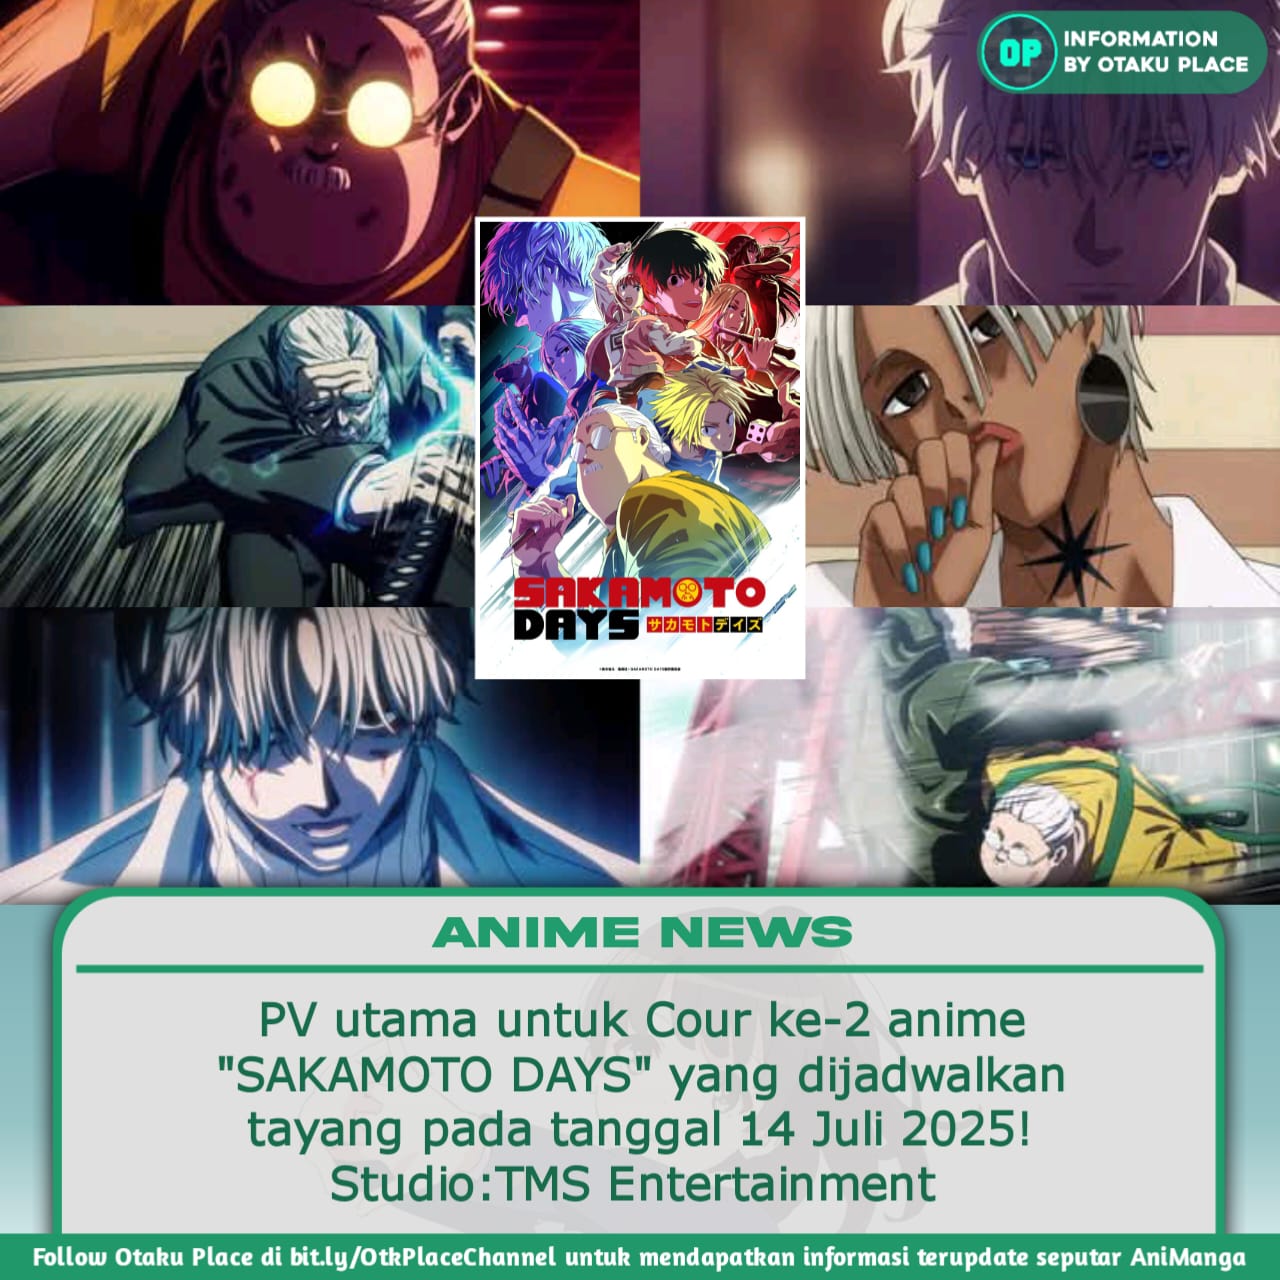 OP
INFORMATION
BY OTAKU PLACE
SAKAMOTO
DAYS サカモトデイズ
ANIME NEWS
PV utama untuk Cour ke-2 anime
"SAKAMOTO DAYS" yang dijadwalkan
tayang pada tanggal 14 Juli 2025!
Studio:TMS Entertainment
Follow Otaku Place di bit.ly/OtkPlaceChannel untuk mendapatkan informasi terupdate seputar AniManga